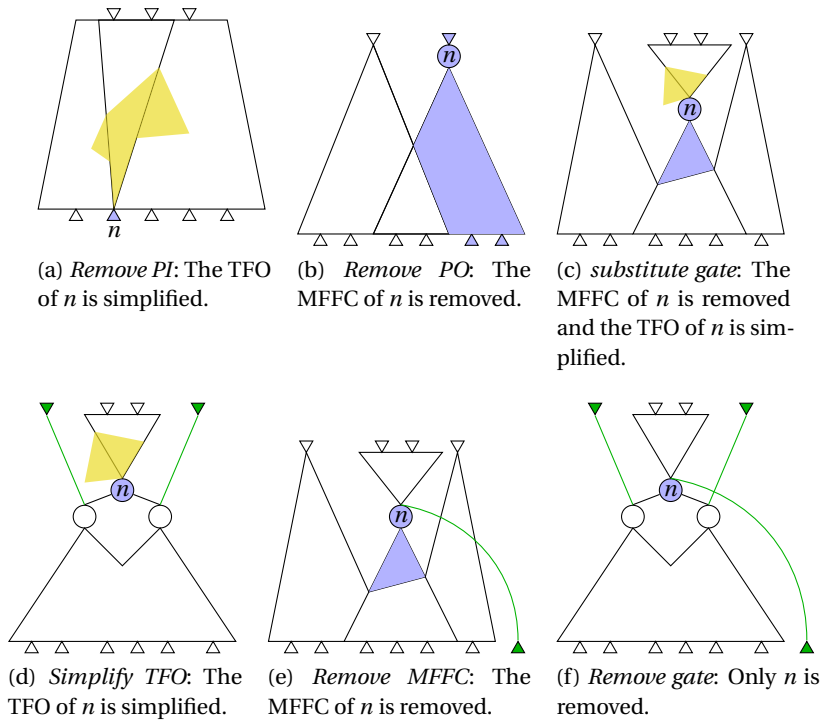 n
n
n
(a) Remove PI: The TFO
of n is simplified.
(b) Remove PO: The
MFFC of n is removed.
(c) substitute gate: The
MFFC of n is removed
and the TFO of n is sim-
plified.
n
n
n
(d) Simplify TFO: The
TFO of n is simplified.
(e) Remove MFFC: The
MFFC of n is removed.
(f) Remove gate: Only n is
removed.